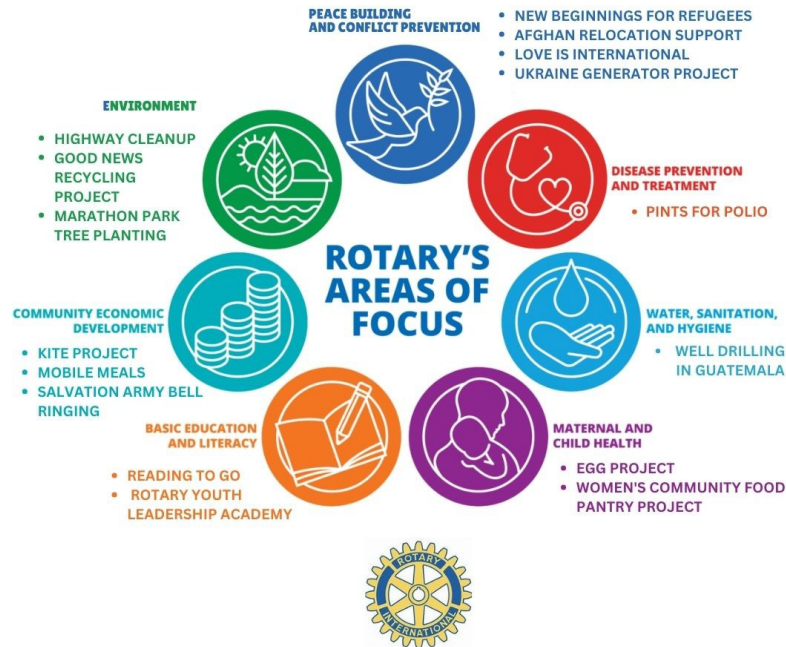 PEACE BUILDING
AND CONFLICT PREVENTION
NEW BEGINNINGS FOR REFUGEES
AFGHAN RELOCATION SUPPORT
LOVE IS INTERNATIONAL
UKRAINE GENERATOR PROJECT
ENVIRONMENT
HIGHWAY CLEANUP
GOOD NEWS
RECYCLING
PROJECT
MARATHON PARK
TREE PLANTING
DISEASE PREVENTION
AND TREATMENT
PINTS FOR POLIO
ROTARY'S
AREAS OF
FOCUS
COMMUNITY ECONOMIC
DEVELOPMENT
KITE PROJECT
MOBILE MEALS
SALVATION ARMY BELL
RINGING
WATER, SANITATION,
AND HYGIENE
WELL DRILLING
IN GUATEMALA
BASIC EDUCATION
AND LITERACY
READING TO GO
ROTARY YOUTH
LEADERSHIP ACADEMY
MATERNAL AND
CHILD HEALTH
EGG PROJECT
WOMEN'S COMMUNITY FOOD
PANTRY PROJECT
ROTARY
INTERNATIONAL